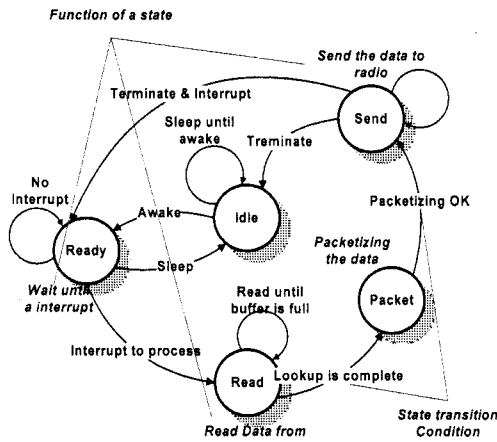 Function of a state
Send the data to
radio
Terminate & Interrupt
Send
Sleep until
awake
Treminate
No
Interrupt
Awake
Idle
Packetizing OK
Ready
Sleep
Packetizing
the data
Wait until
a interrupt
Read until
buffer is full
Packet
Interrupt to process
Read
Lookup is complete
State transition
Condition
Read Data from